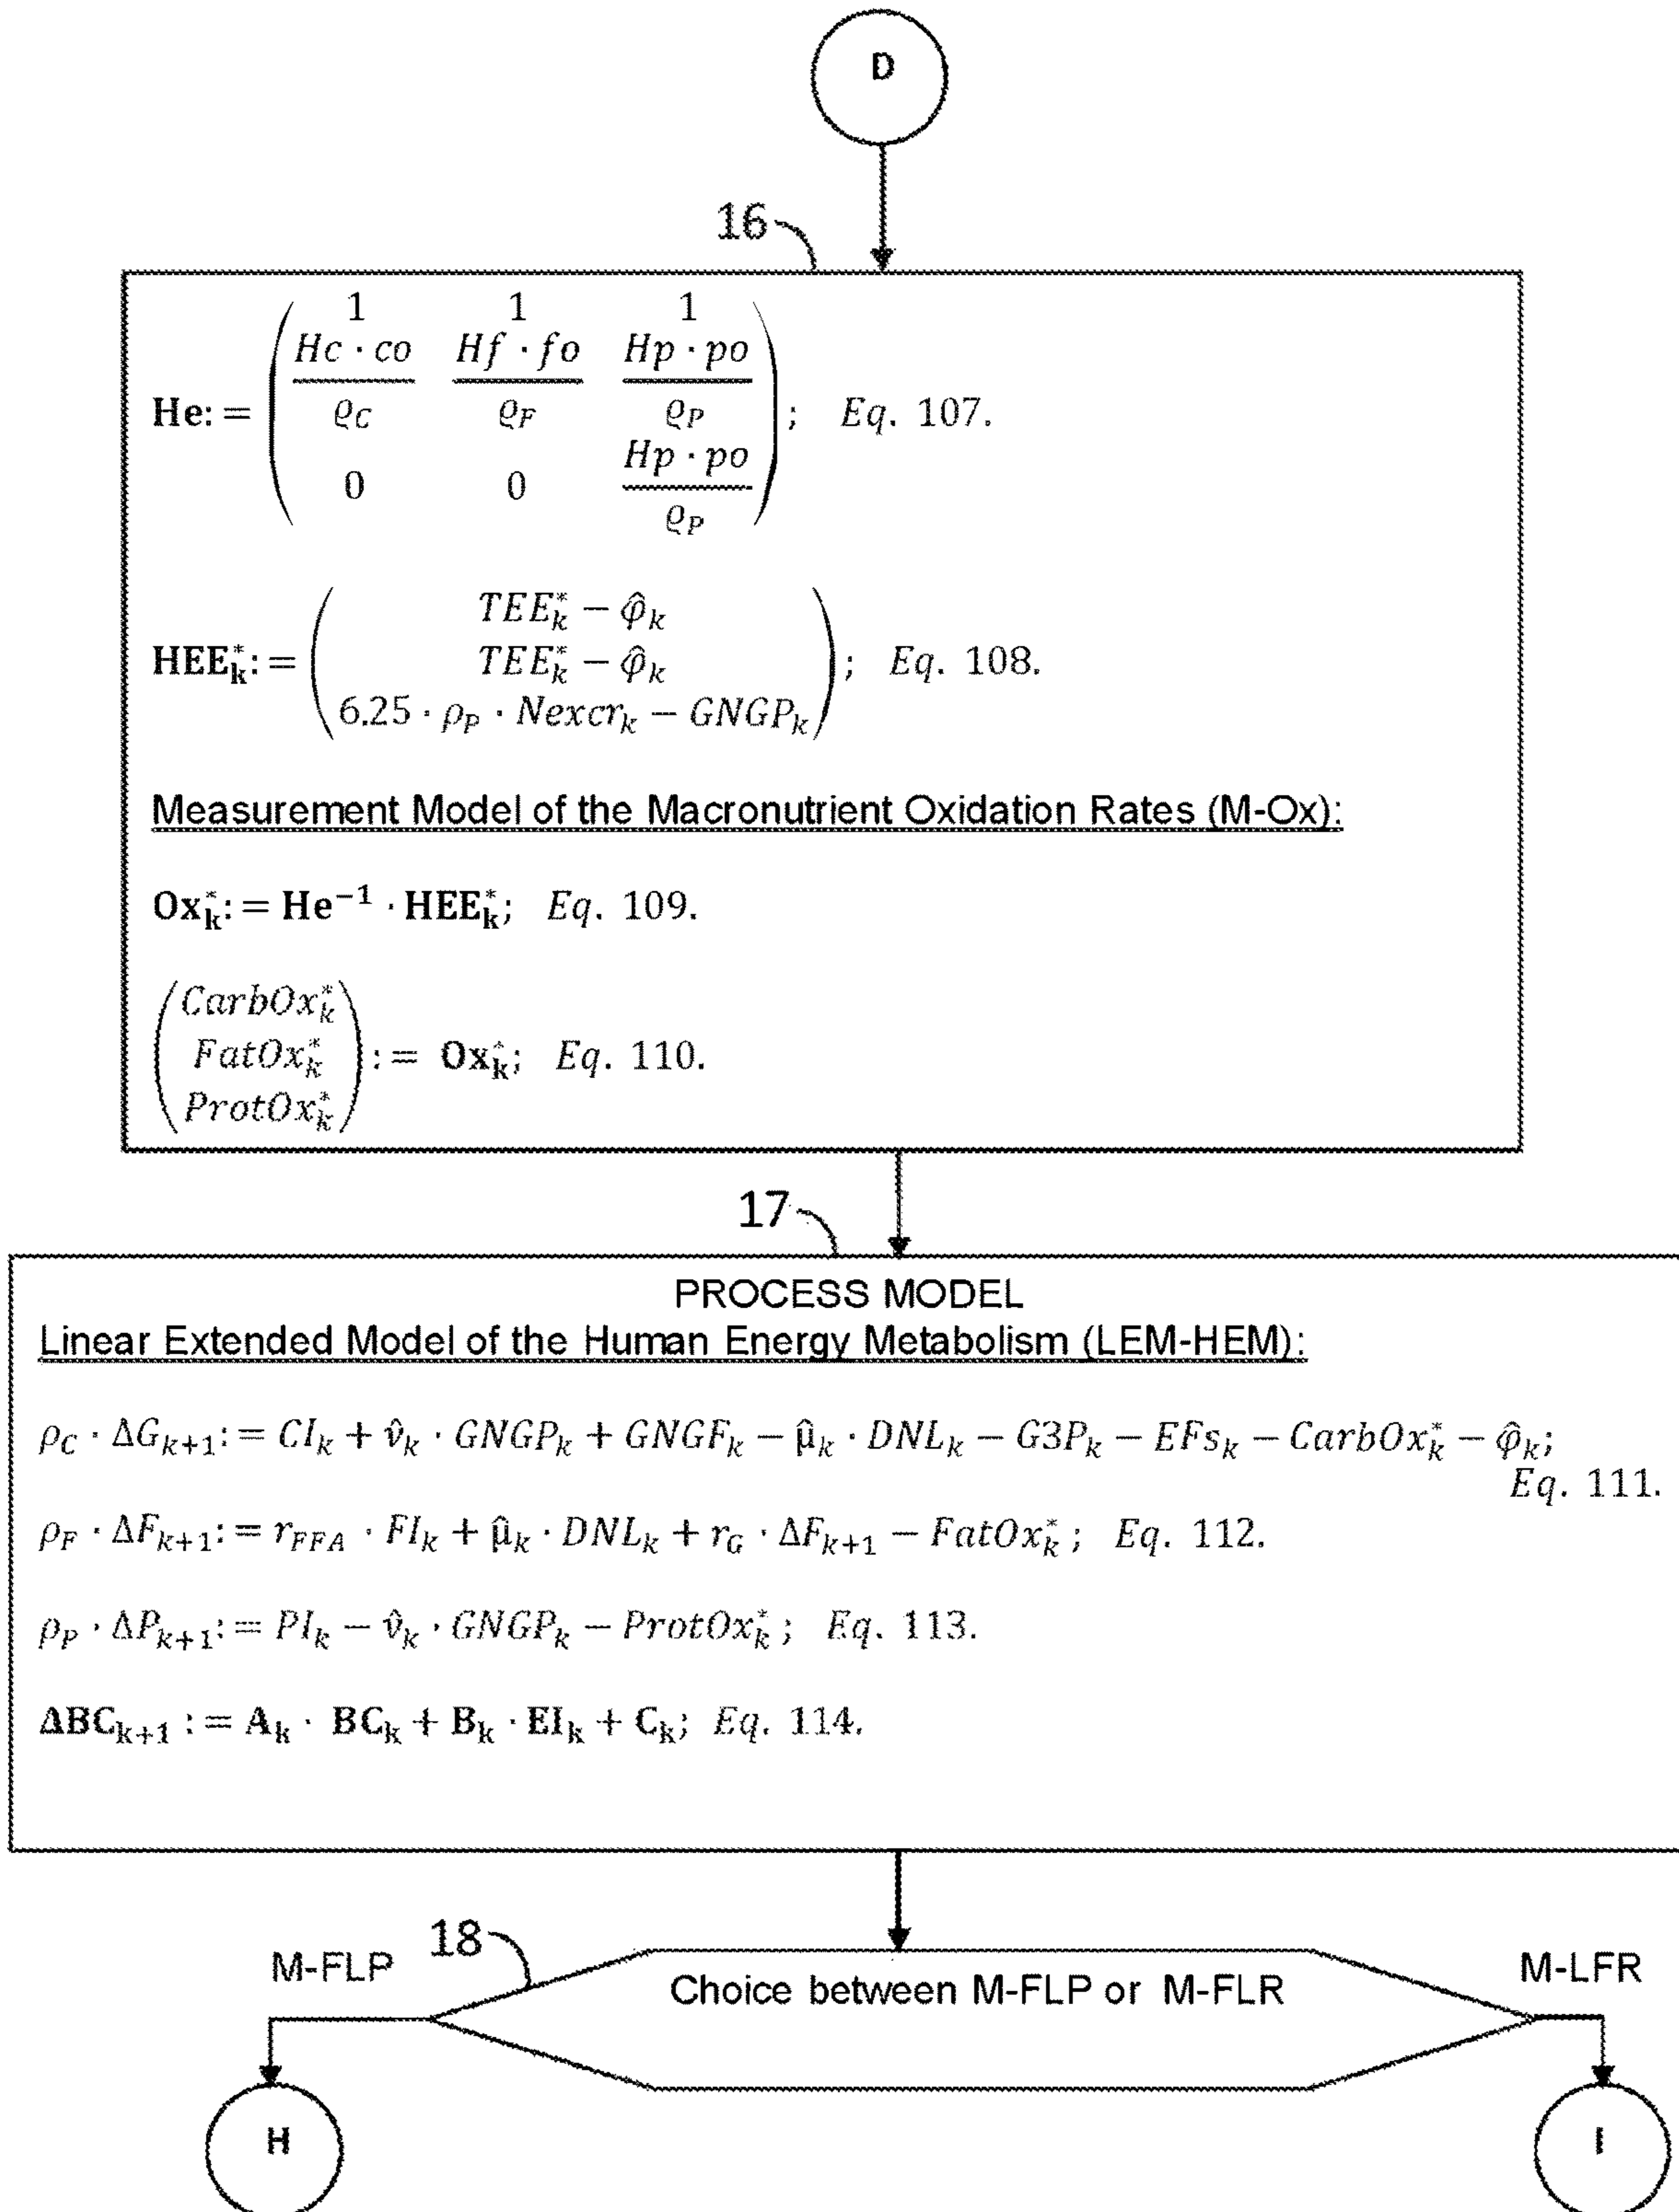 D
16
1 1 1
Hc · co Hf · fo Hp · po
He: = ϱC ϱF ϱP ; Eq. 107.
Hp · po
0 0
ϱP
TEE*k − φ̂k
HEE*k: = TEE*k − φ̂k ; Eq. 108.
6.25 · ρP · Nexcrk − GNGPk
Measurement Model of the Macronutrient Oxidation Rates (M-Ox):
Ox*k: = He⁻¹ · HEE*k; Eq. 109.
CarbOx*k
FatOx*k : = Ox*k; Eq. 110.
ProtOx*k
17
PROCESS MODEL
Linear Extended Model of the Human Energy Metabolism (LEM-HEM):
ρC · ΔGk+1: = CIk + ν̂k · GNGPk + GNGFk − μ̂k · DNLk − G3Pk − EFsk − CarbOx*k − φ̂k;
Eq. 111.
ρF · ΔFk+1: = rFFA · FIk + μ̂k · DNLk + rG · ΔFk+1 − FatOx*k; Eq. 112.
ρP · ΔPk+1: = PIk − ν̂k · GNGPk − ProtOx*k; Eq. 113.
ΔBCk+1 : = Ak · BCk + Bk · EIk + Ck; Eq. 114.
18
M-FLP
Choice between M-FLP or M-FLR
M-LFR
H
I